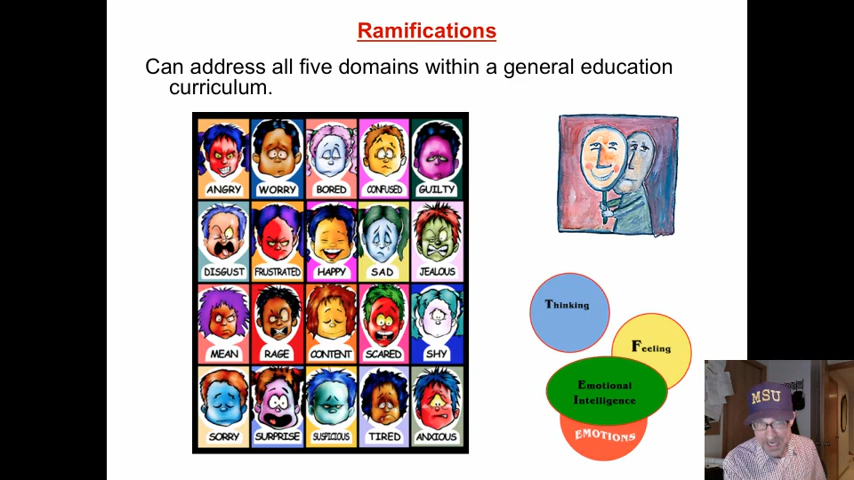 Ramifications
Can address all five domains within a general education
curriculum.
ANGRY WORRY BORED CONFUSED GUILTY
DISGUST FRUSTRATED HAPPY SAD JEALOUS
MEAN RAGE CONTENT SCARED SHY
SORRY SURPRISE SUSPICIOUS TIRED ANXIOUS
Thinking
Feeling
Emotional
Intelligence
EMOTIONS
MSU